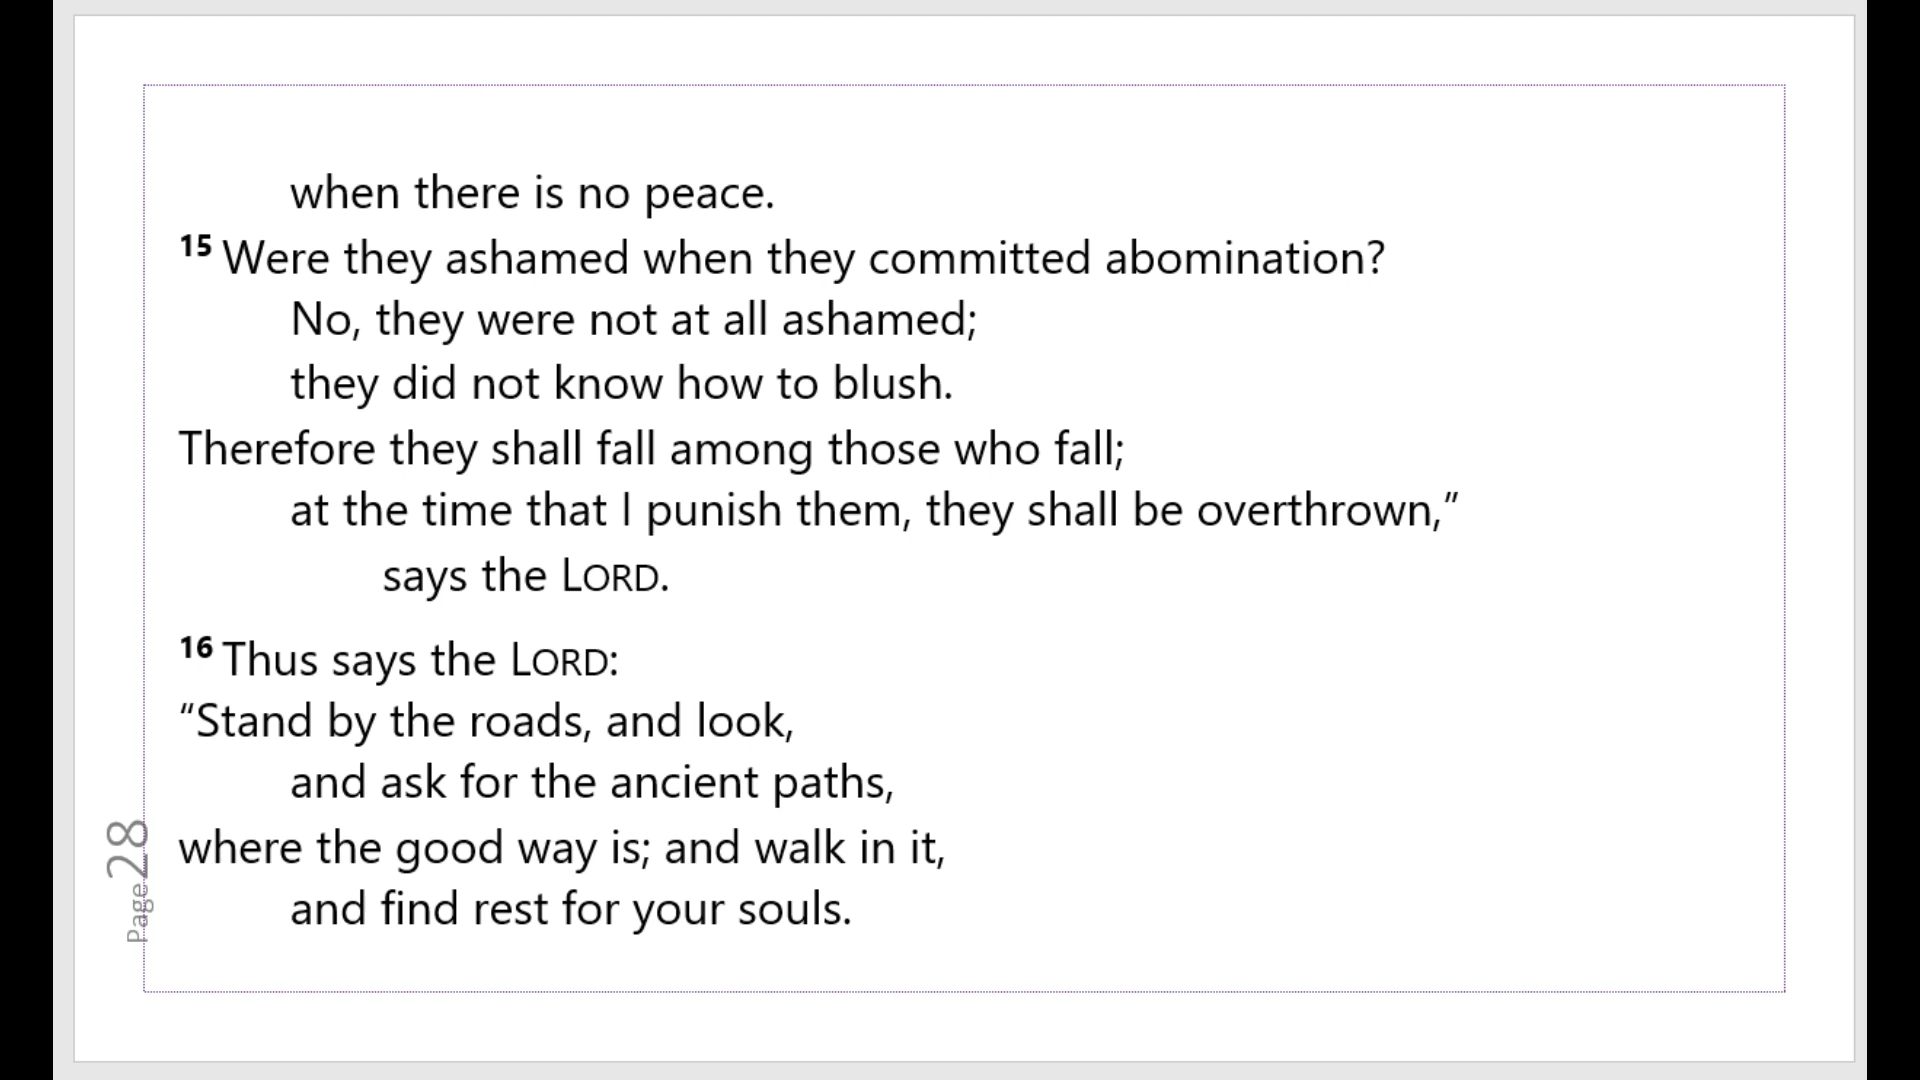 when there is no peace.
15 Were they ashamed when they committed abomination?
No, they were not at all ashamed;
they did not know how to blush.
Therefore they shall fall among those who fall;
at the time that I punish them, they shall be overthrown,”
says the LORD.
16 Thus says the LORD:
“Stand by the roads, and look,
and ask for the ancient paths,
where the good way is; and walk in it,
and find rest for your souls.
Page 28